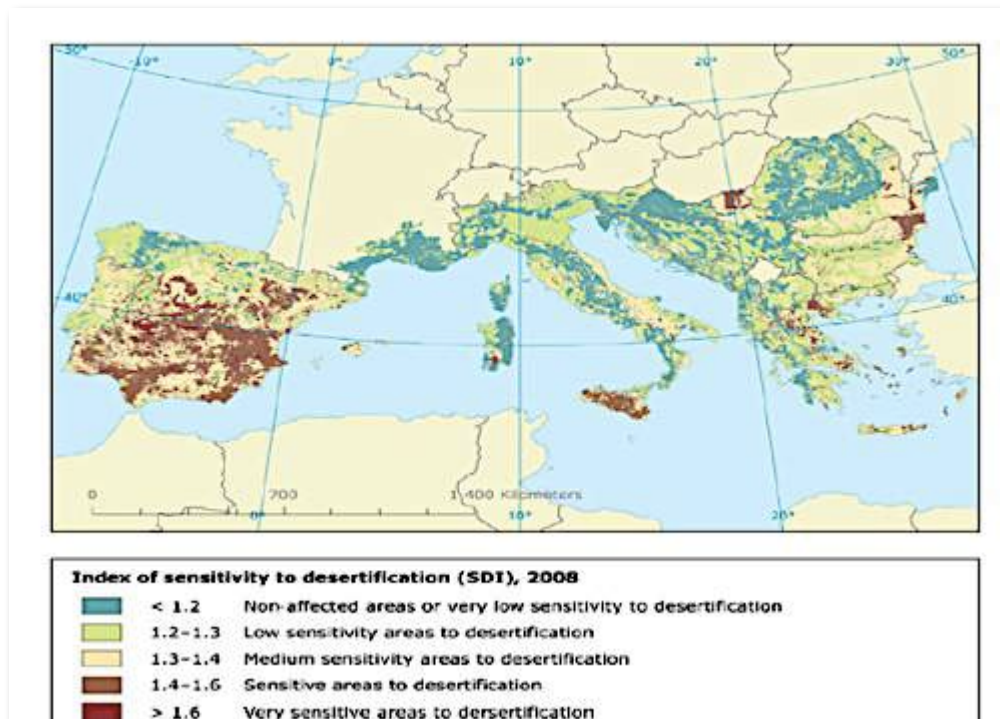 -50° -10° 0° 10° 20° 30° 50°
-40° 40°
0 700 1 400 Kilometers
0° 10° 20°
Index of sensitivity to desertification (SDI), 2008
< 1.2 Non-affected areas or very low sensitivity to desertification
1.2–1.3 Low sensitivity areas to desertification
1.3–1.4 Medium sensitivity areas to desertification
1.4–1.6 Sensitive areas to desertification
> 1.6 Very sensitive areas to dersertification